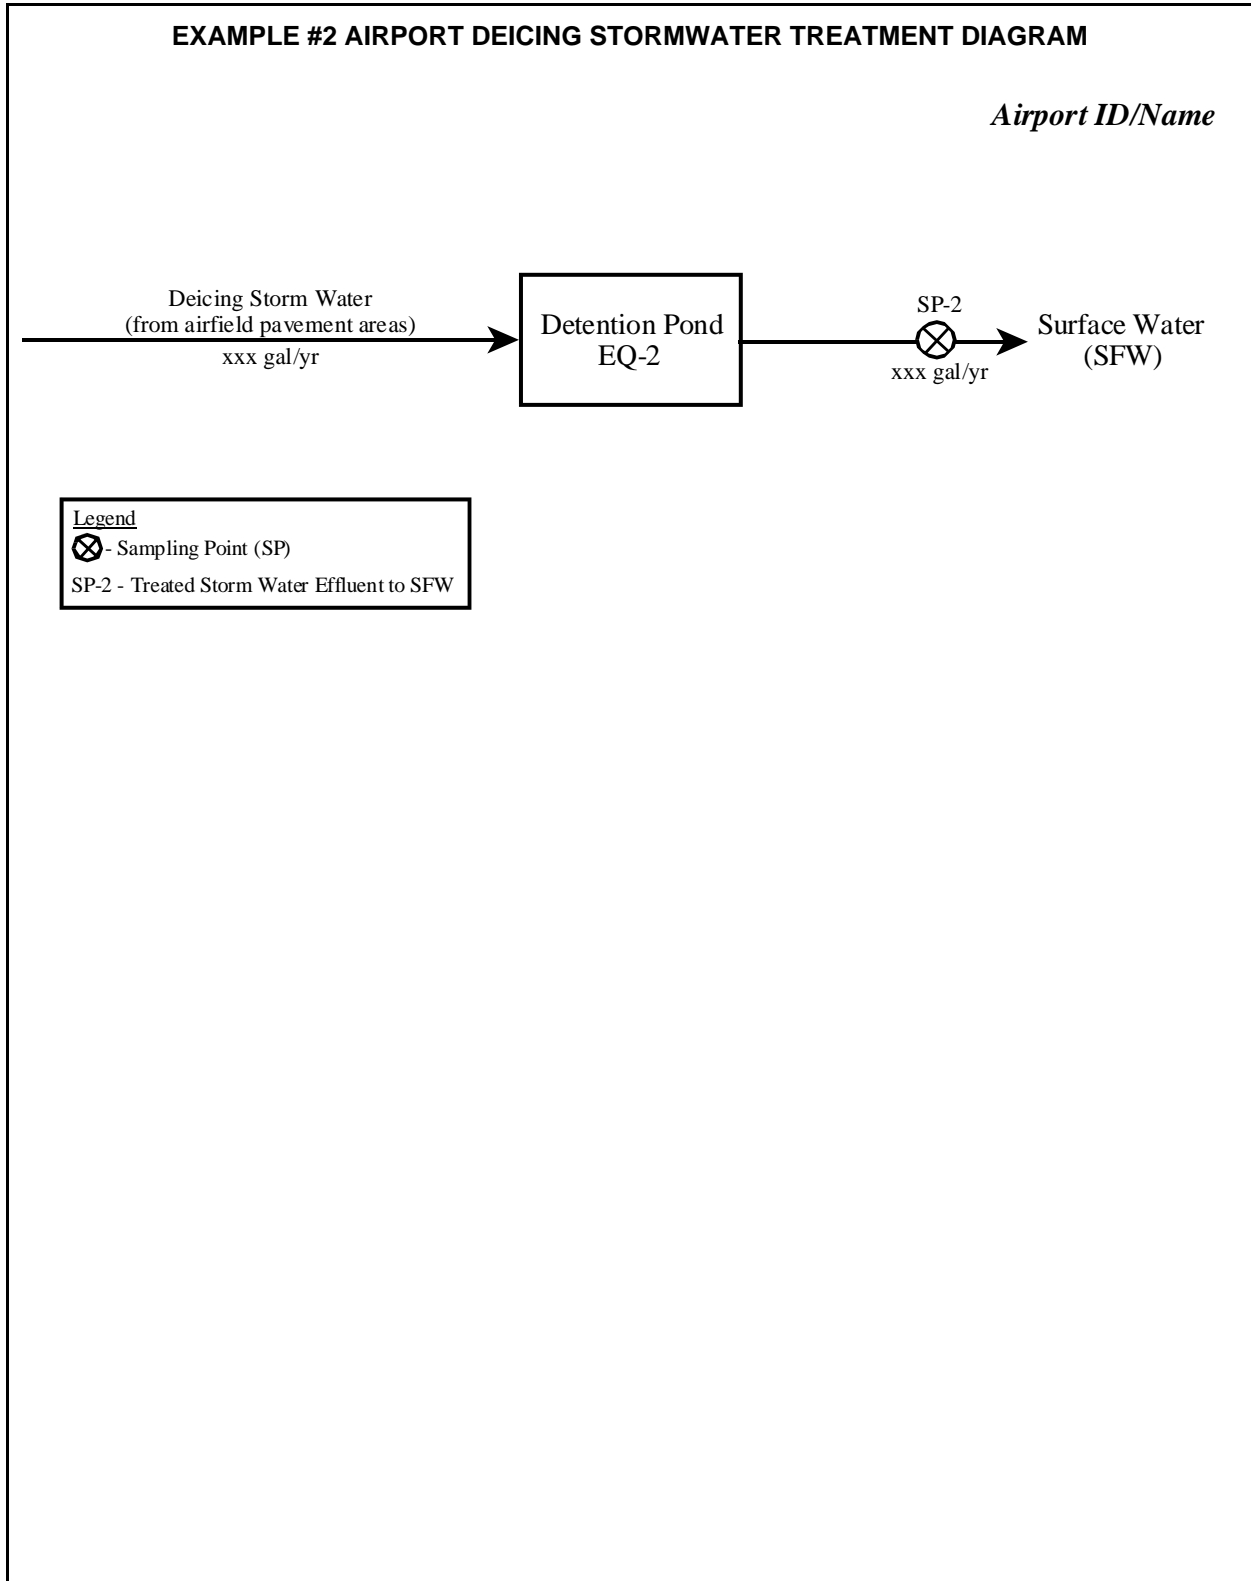 EXAMPLE #2 AIRPORT DEICING STORMWATER TREATMENT DIAGRAM
Airport ID/Name
Deicing Storm Water
(from airfield pavement areas)
xxx gal/yr
Detention Pond
EQ-2
SP-2
xxx gal/yr
Surface Water
(SFW)
Legend
- Sampling Point (SP)
SP-2 - Treated Storm Water Effluent to SFW